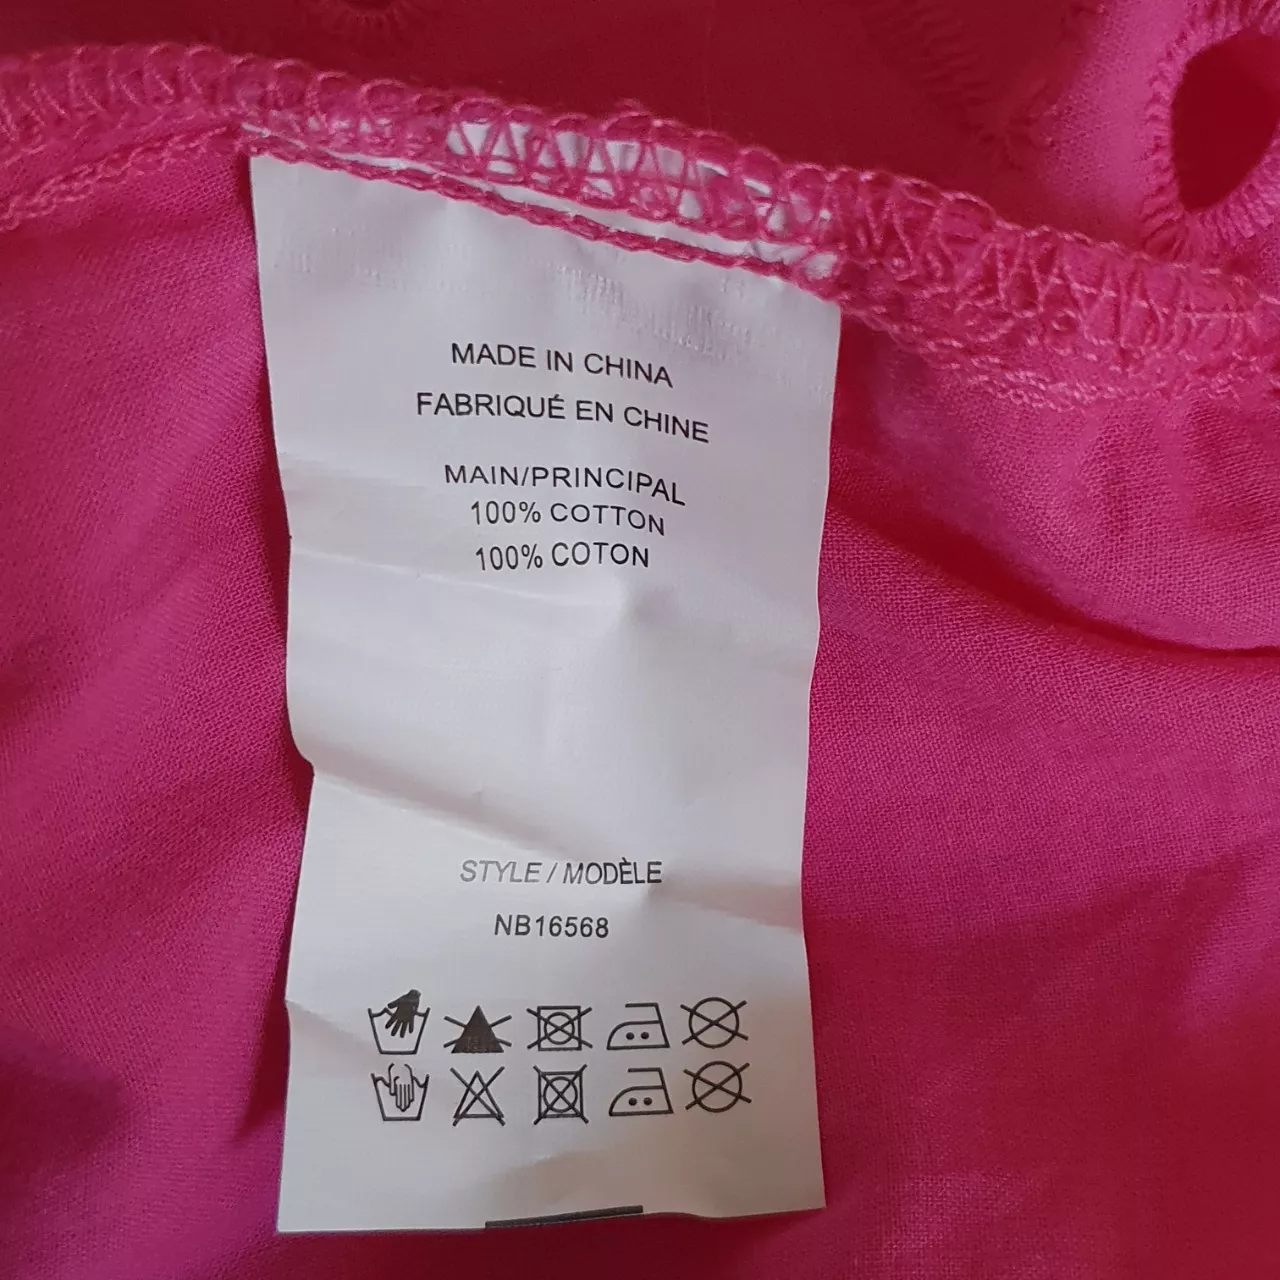 MADE IN CHINA
FABRIQUÉ EN CHINE
MAIN/PRINCIPAL
100% COTTON
100% COTON
STYLE / MODÈLE
NB16568